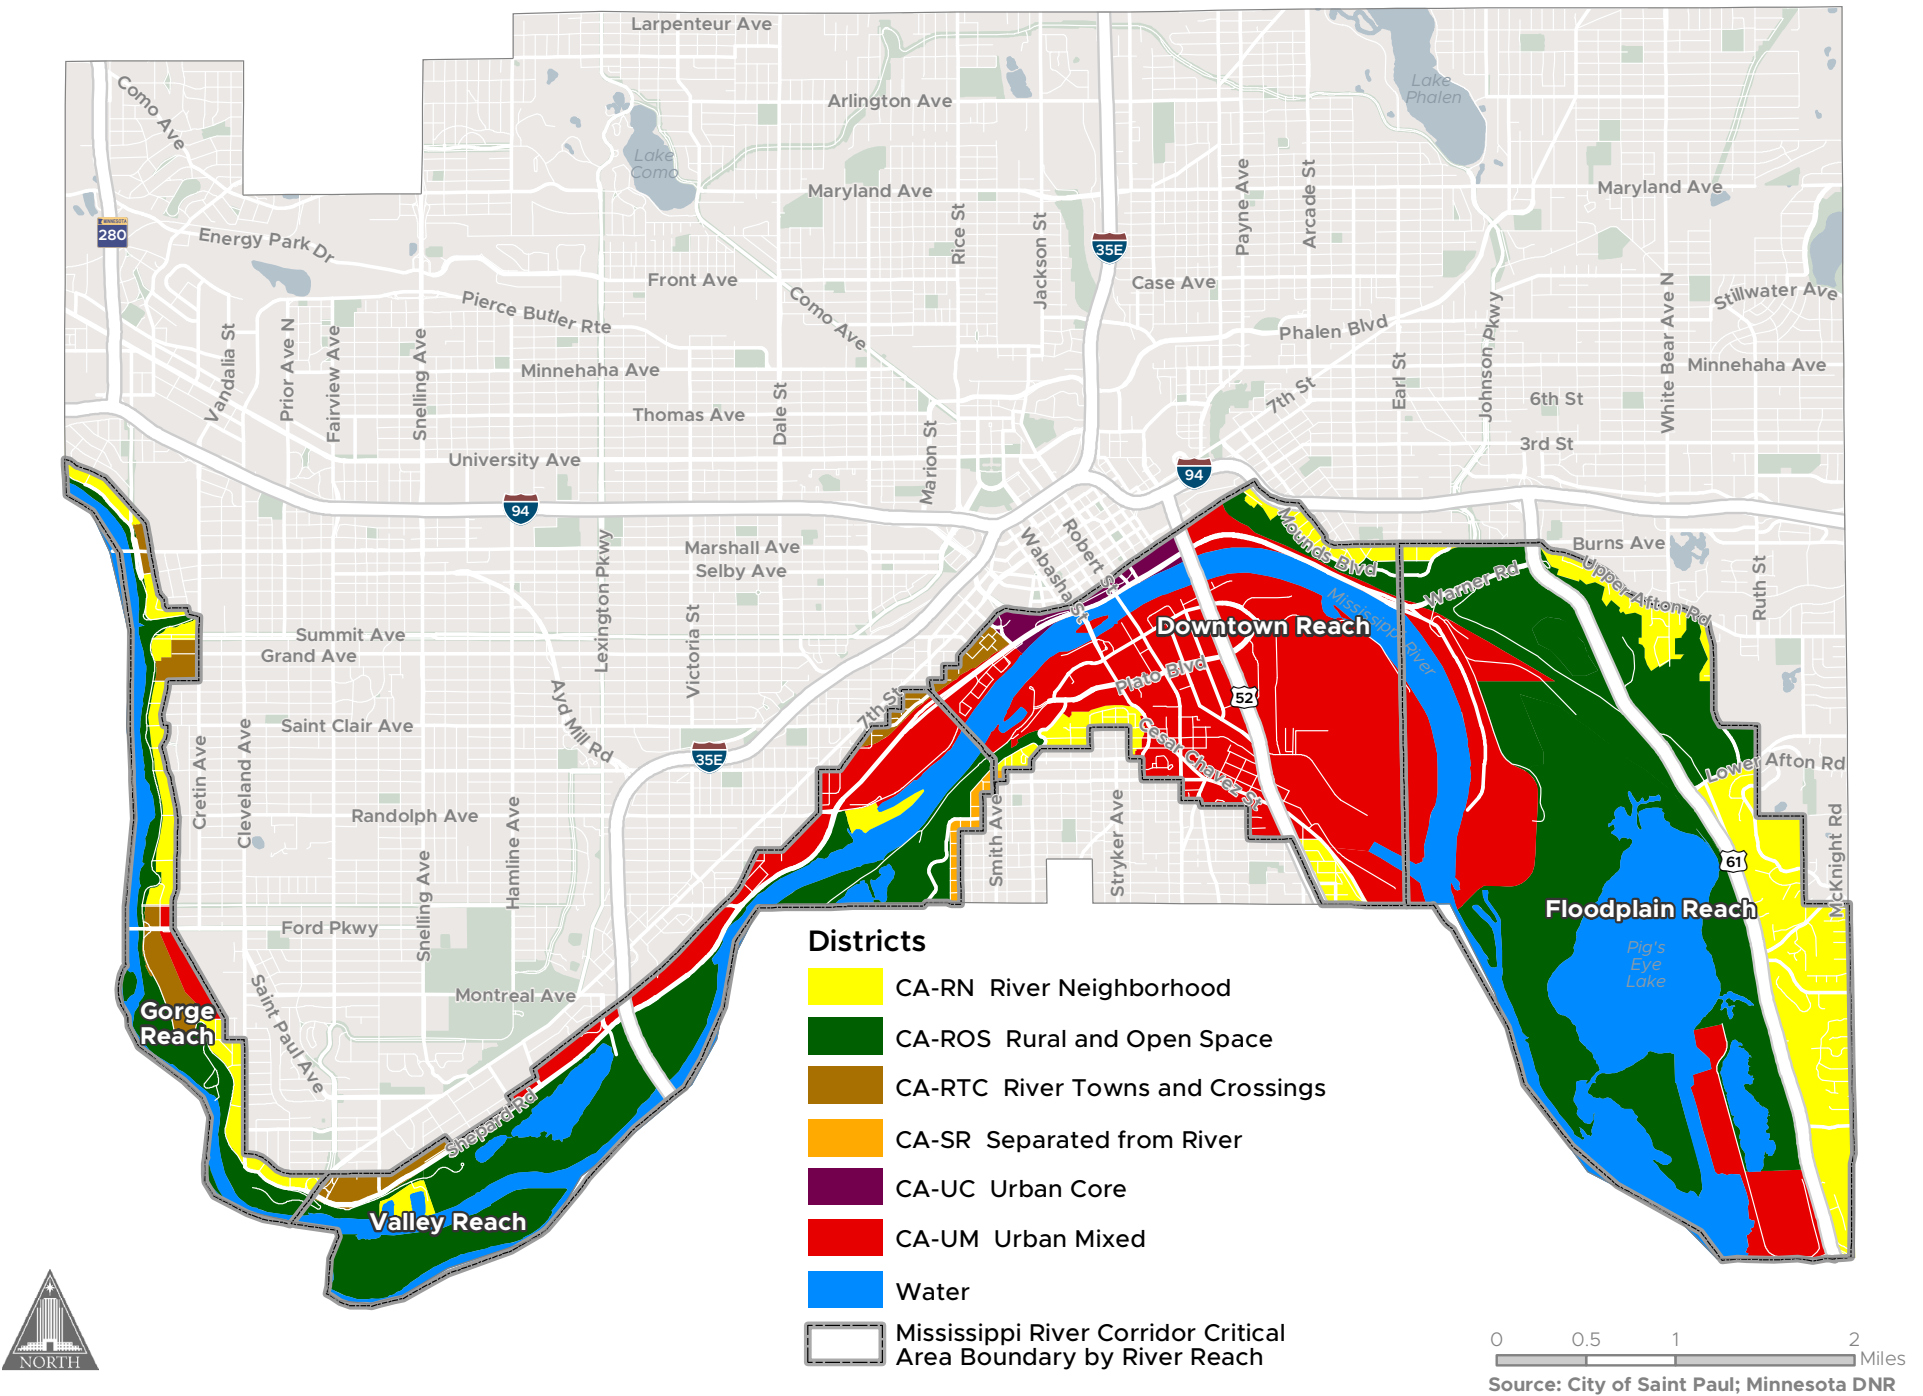 Larpenteur Ave
Como Ave
Arlington Ave
Lake
Phalen
Lake
Como
Maryland Ave
Maryland Ave
Payne Ave
Arcade St
Rice St
Jackson St
MINNESOTA
280
Energy Park Dr
35E
Front Ave
Case Ave
Stillwater Ave
Pierce Butler Rte
Como Ave
Phalen Blvd
Johnson Pkwy
White Bear Ave N
Vandalia St
Prior Ave N
Fairview Ave
Snelling Ave
Minnehaha Ave
Minnehaha Ave
Earl St
7th St
6th St
Thomas Ave
Dale St
Marion St
3rd St
University Ave
94
94
Lexington Pkwy
Robert St
Wabasha St
Mounds Blvd
Burns Ave
Marshall Ave
Selby Ave
Warner Rd
Upper Afton Rd
Ruth St
Mississippi River
Victoria St
Summit Ave
Grand Ave
Downtown Reach
Plato Blvd
52
Ayd Mill Rd
7th St
Saint Clair Ave
Cesar Chavez St
Cretin Ave
Cleveland Ave
35E
Lower Afton Rd
Randolph Ave
Hamline Ave
Snelling Ave
Smith Ave
Stryker Ave
McKnight Rd
61
Ford Pkwy
Floodplain Reach
Pig's
Eye
Lake
Saint Paul Ave
Montreal Ave
Gorge
Reach
Shepard Rd
Valley Reach
Districts
CA-RN River Neighborhood
CA-ROS Rural and Open Space
CA-RTC River Towns and Crossings
CA-SR Separated from River
CA-UC Urban Core
CA-UM Urban Mixed
Water
Mississippi River Corridor Critical
Area Boundary by River Reach
NORTH
0 0.5 1 2
Miles
Source: City of Saint Paul; Minnesota DNR